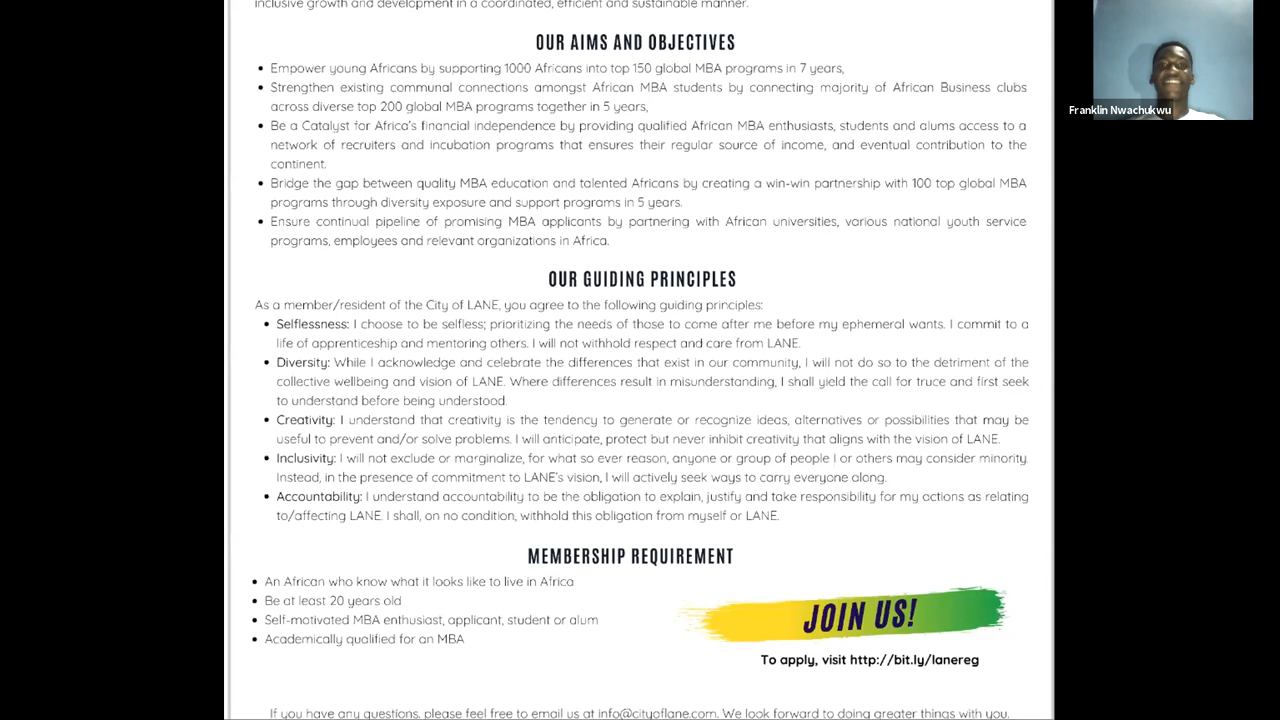 inclusive growth and development in a coordinated, efficient and sustainable manner.
OUR AIMS AND OBJECTIVES
• Empower young Africans by supporting 1000 Africans into top 150 global MBA programs in 7 years,
• Strengthen existing communal connections amongst African MBA students by connecting majority of African Business clubs
across diverse top 200 global MBA programs together in 5 years,
• Be a Catalyst for Africa's financial independence by providing qualified African MBA enthusiasts, students and alums access to a
network of recruiters and incubation programs that ensures their regular source of income, and eventual contribution to the
continent.
• Bridge the gap between quality MBA education and talented Africans by creating a win-win partnership with 100 top global MBA
programs through diversity exposure and support programs in 5 years.
• Ensure continual pipeline of promising MBA applicants by partnering with African universities, various national youth service
programs, employees and relevant organizations in Africa.
OUR GUIDING PRINCIPLES
As a member/resident of the City of LANE, you agree to the following guiding principles:
• Selflessness: I choose to be selfless; prioritizing the needs of those to come after me before my ephemeral wants. I commit to a
life of apprenticeship and mentoring others. I will not withhold respect and care from LANE.
• Diversity: While I acknowledge and celebrate the differences that exist in our community, I will not do so to the detriment of the
collective wellbeing and vision of LANE. Where differences result in misunderstanding, I shall yield the call for truce and first seek
to understand before being understood.
• Creativity: I understand that creativity is the tendency to generate or recognize ideas, alternatives or possibilities that may be
useful to prevent and/or solve problems. I will anticipate, protect but never inhibit creativity that aligns with the vision of LANE.
• Inclusivity: I will not exclude or marginalize, for what so ever reason, anyone or group of people I or others may consider minority.
Instead, in the presence of commitment to LANE's vision, I will actively seek ways to carry everyone along.
• Accountability: I understand accountability to be the obligation to explain, justify and take responsibility for my actions as relating
to/affecting LANE. I shall, on no condition, withhold this obligation from myself or LANE.
MEMBERSHIP REQUIREMENT
• An African who know what it looks like to live in Africa
• Be at least 20 years old
• Self-motivated MBA enthusiast, applicant, student or alum
• Academically qualified for an MBA
JOIN US!
To apply, visit http://bit.ly/lanereg
If you have any questions, please feel free to email us at info@cityoflane.com. We look forward to doing greater things with you.
Franklin Nwachukwu